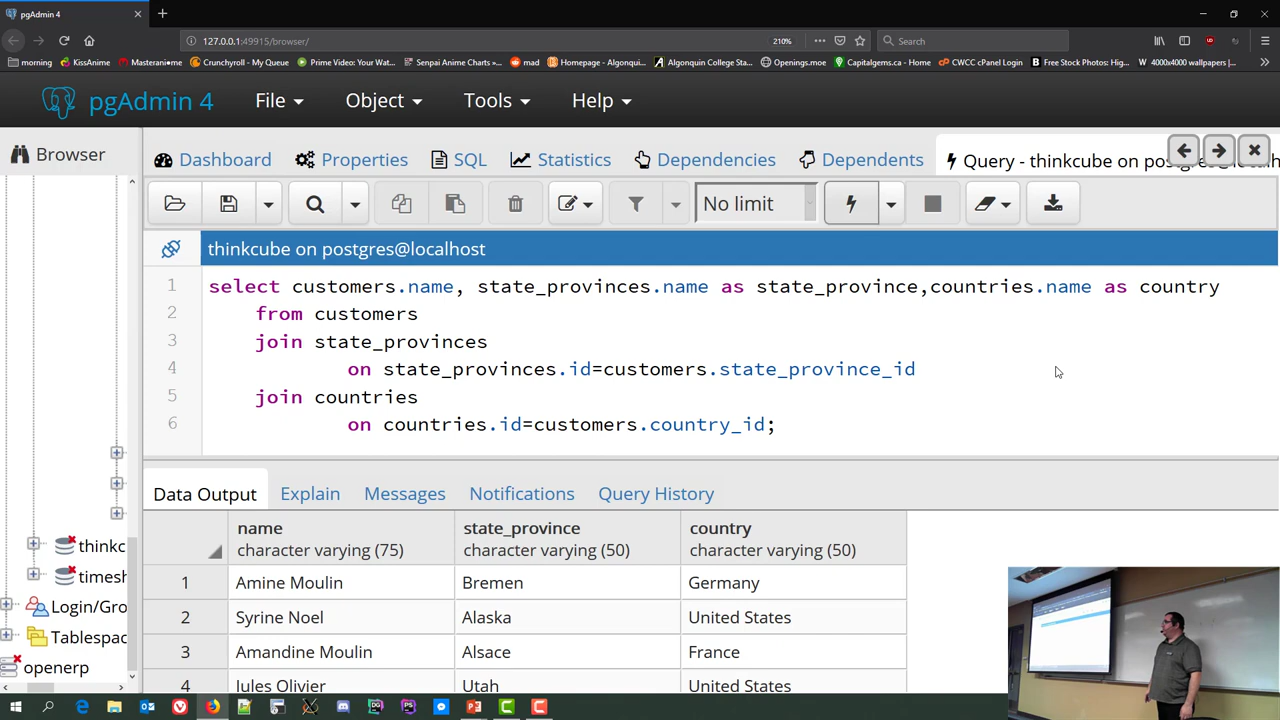 pgAdmin 4
127.0.0.1:49915/browser/
210%
Search
morning
KissAnime
Masterani•me
Crunchyroll - My Queue
Prime Video: Your Wat...
Senpai Anime Charts »...
mad
Homepage - Algonqui...
Algonquin College Sta...
Openings.moe
Capitalgems.ca - Home
CWCC cPanel Login
Free Stock Photos: Hig...
4000x4000 wallpapers |...
pgAdmin 4
File
Object
Tools
Help
Browser
Dashboard
Properties
SQL
Statistics
Dependencies
Dependents
Query - thinkcube on
No limit
thinkcube on postgres@localhost
1 select customers.name, state_provinces.name as state_province,countries.name as country
2 from customers
3 join state_provinces
4 on state_provinces.id=customers.state_province_id
5 join countries
6 on countries.id=customers.country_id;
Data Output
Explain
Messages
Notifications
Query History
name state_province country
character varying (75) character varying (50) character varying (50)
1 Amine Moulin Bremen Germany
2 Syrine Noel Alaska United States
3 Amandine Moulin Alsace France
4 Jules Olivier Utah United States
thinkc
timesh
Login/Gro
Tablespac
openerp